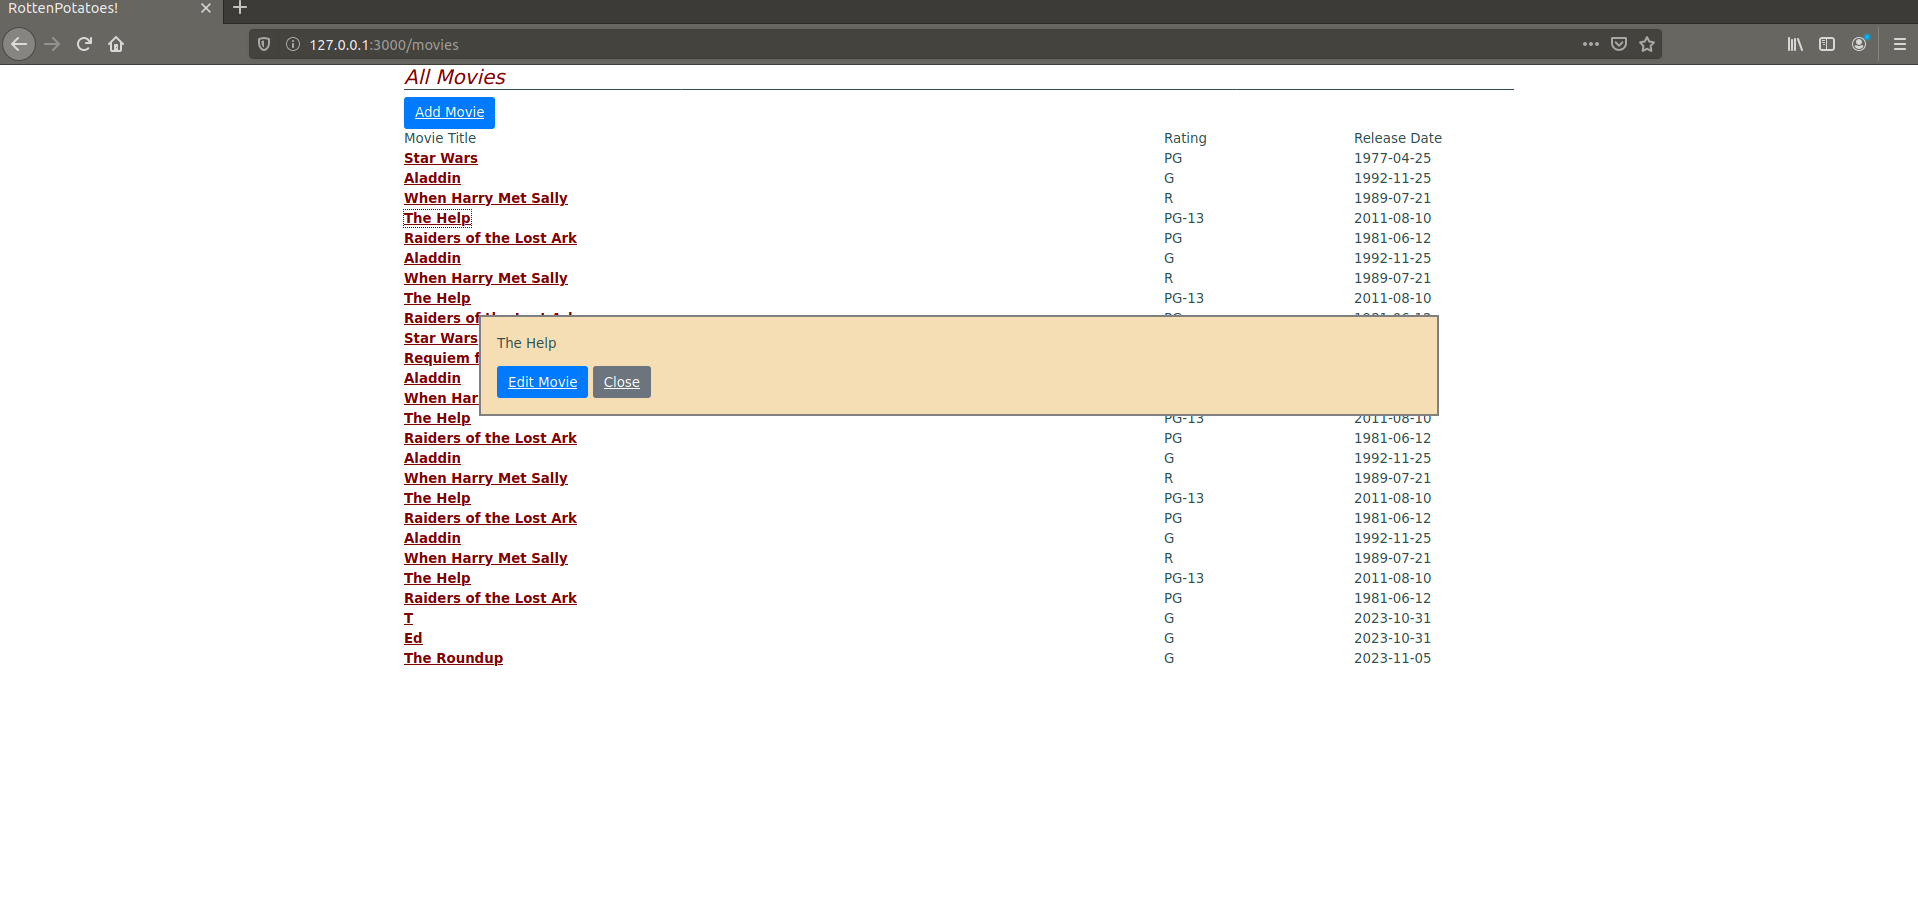 RottenPotatoes!
127.0.0.1:3000/movies
All Movies
Add Movie
Movie Title Rating Release Date
Star Wars PG 1977-04-25
Aladdin G 1992-11-25
When Harry Met Sally R 1989-07-21
The Help PG-13 2011-08-10
Raiders of the Lost Ark PG 1981-06-12
Aladdin G 1992-11-25
When Harry Met Sally R 1989-07-21
The Help PG-13 2011-08-10
Raiders of the Lost Ark PG 1981-06-12
Star Wars
The Help
Requiem f
Aladdin
Edit Movie Close
When Har
The Help PG-13 2011-08-10
Raiders of the Lost Ark PG 1981-06-12
Aladdin G 1992-11-25
When Harry Met Sally R 1989-07-21
The Help PG-13 2011-08-10
Raiders of the Lost Ark PG 1981-06-12
Aladdin G 1992-11-25
When Harry Met Sally R 1989-07-21
The Help PG-13 2011-08-10
Raiders of the Lost Ark PG 1981-06-12
T G 2023-10-31
Ed G 2023-10-31
The Roundup G 2023-11-05